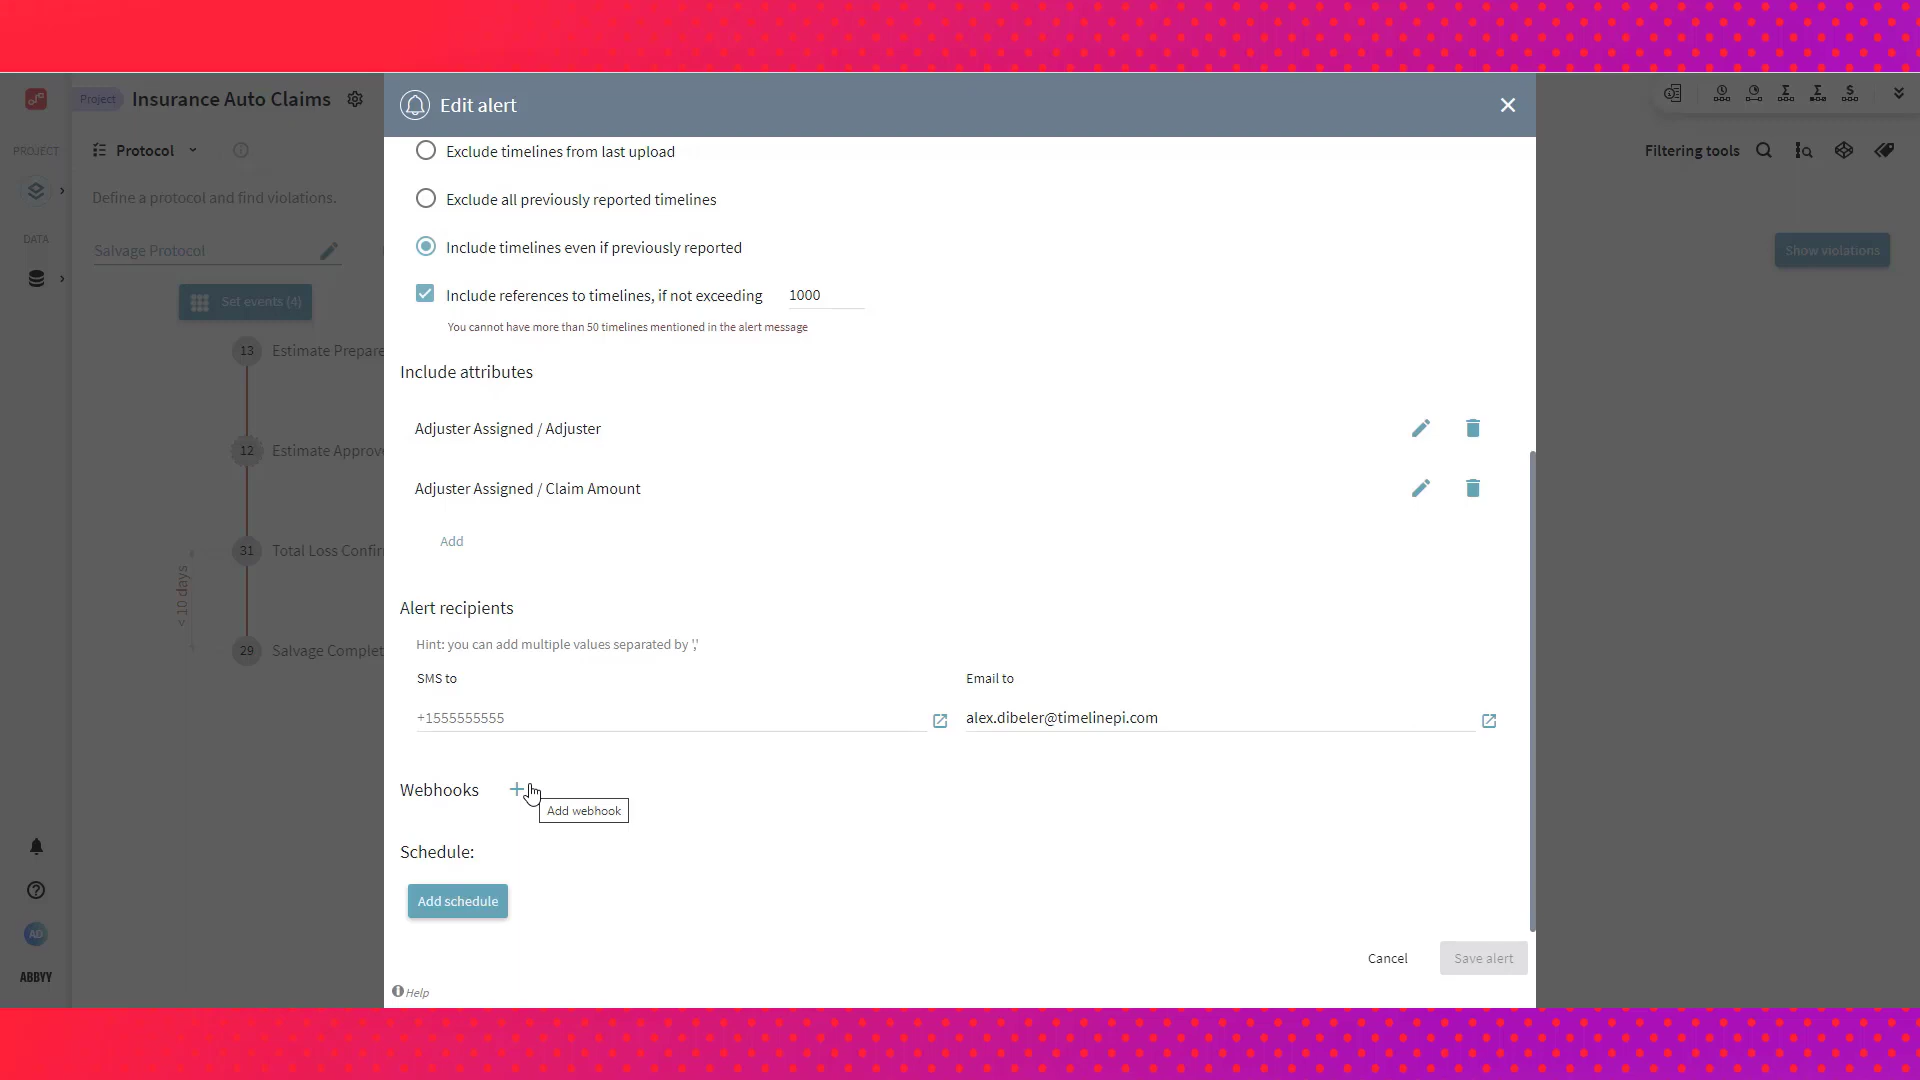 Project Insurance Auto Claims
Edit alert
PROJECT
Protocol
Filtering tools
Define a protocol and find violations.
DATA
Salvage Protocol
Show violations
Set events (4)
13 Estimate Prepare
12 Estimate Approv
31 Total Loss Confir
< 10 days
29 Salvage Complet
Exclude timelines from last upload
Exclude all previously reported timelines
Include timelines even if previously reported
Include references to timelines, if not exceeding 1000
You cannot have more than 50 timelines mentioned in the alert message
Include attributes
Adjuster Assigned / Adjuster
Adjuster Assigned / Claim Amount
Add
Alert recipients
Hint: you can add multiple values separated by ','
SMS to
Email to
+1555555555
alex.dibeler@timelinepi.com
Webhooks +
Add webhook
Schedule:
Add schedule
Cancel
Save alert
Help
AD
ABBYY